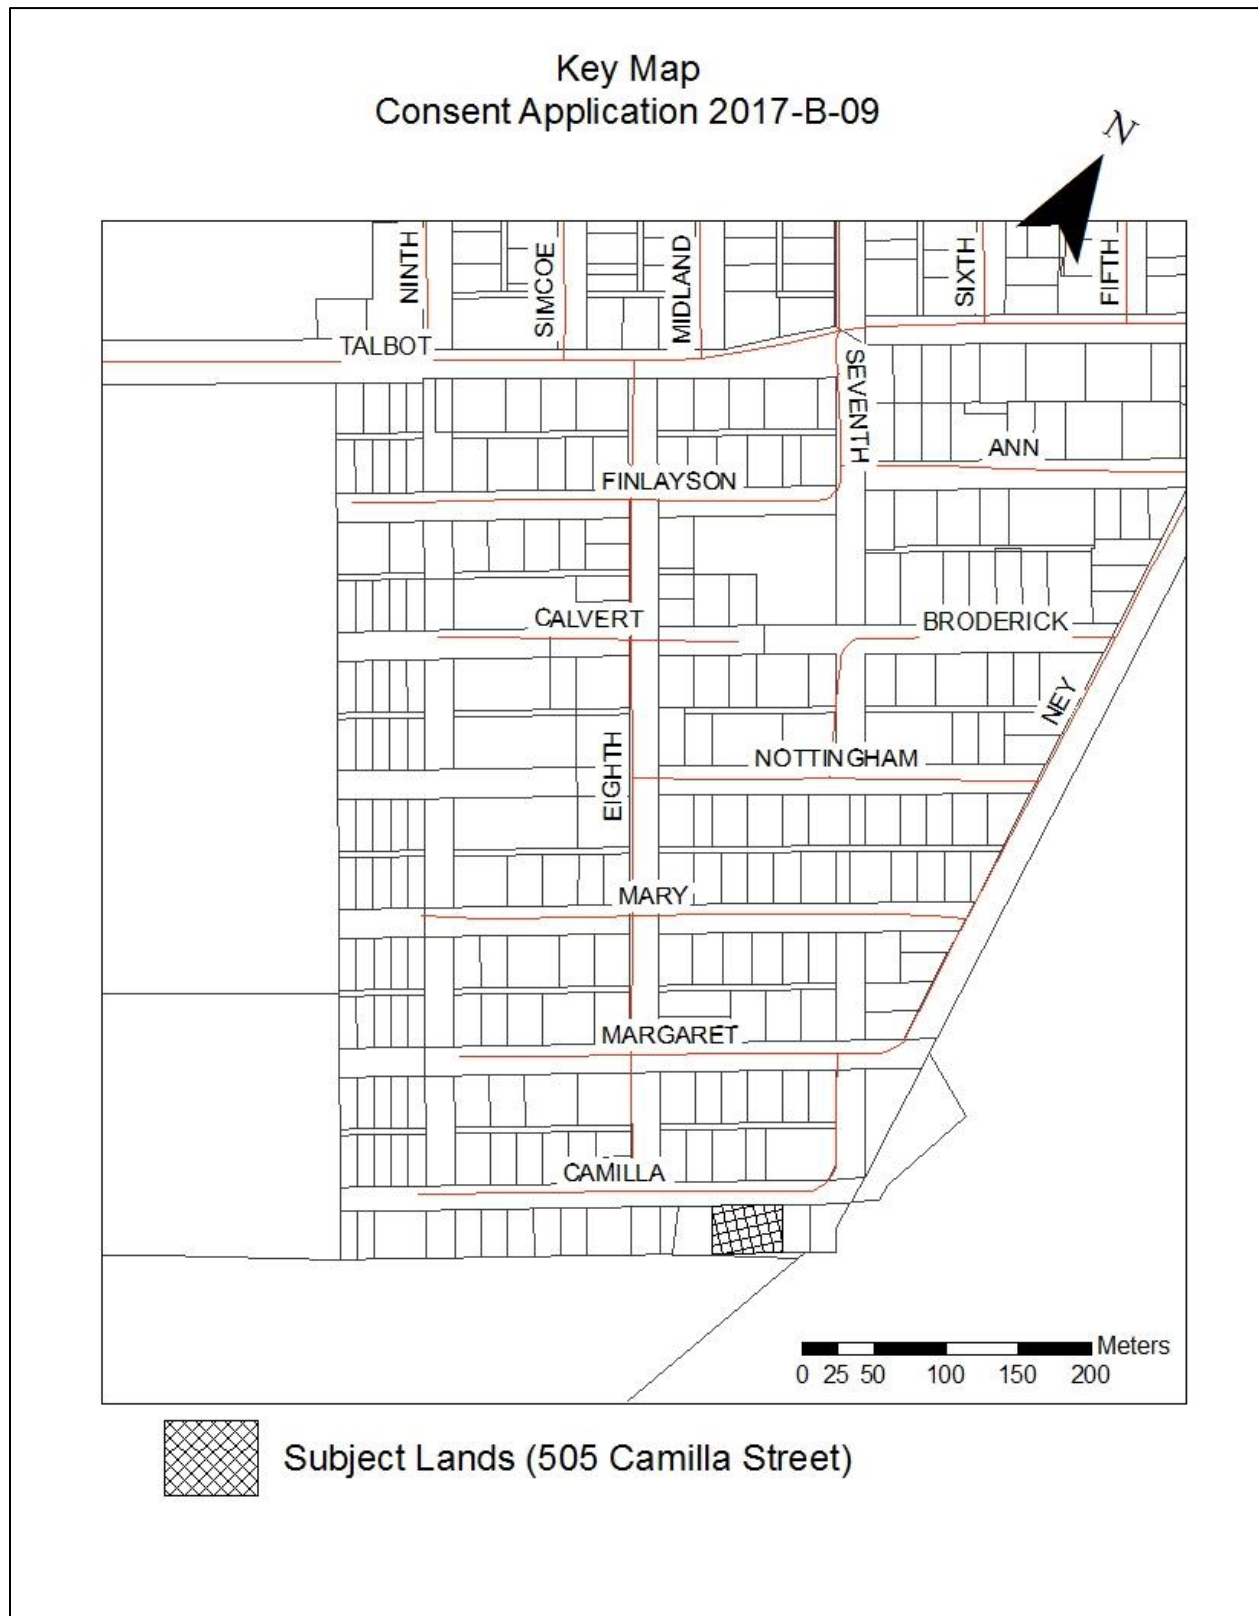 Key Map
Consent Application 2017-B-09
N
NINTH
SIMCOE
MIDLAND
SIXTH
FIFTH
TALBOT
SEVENTH
ANN
FINLAYSON
CALVERT
BRODERICK
NEY
EIGHTH
NOTTINGHAM
MARY
MARGARET
CAMILLA
Meters
0 25 50 100 150 200
Subject Lands (505 Camilla Street)